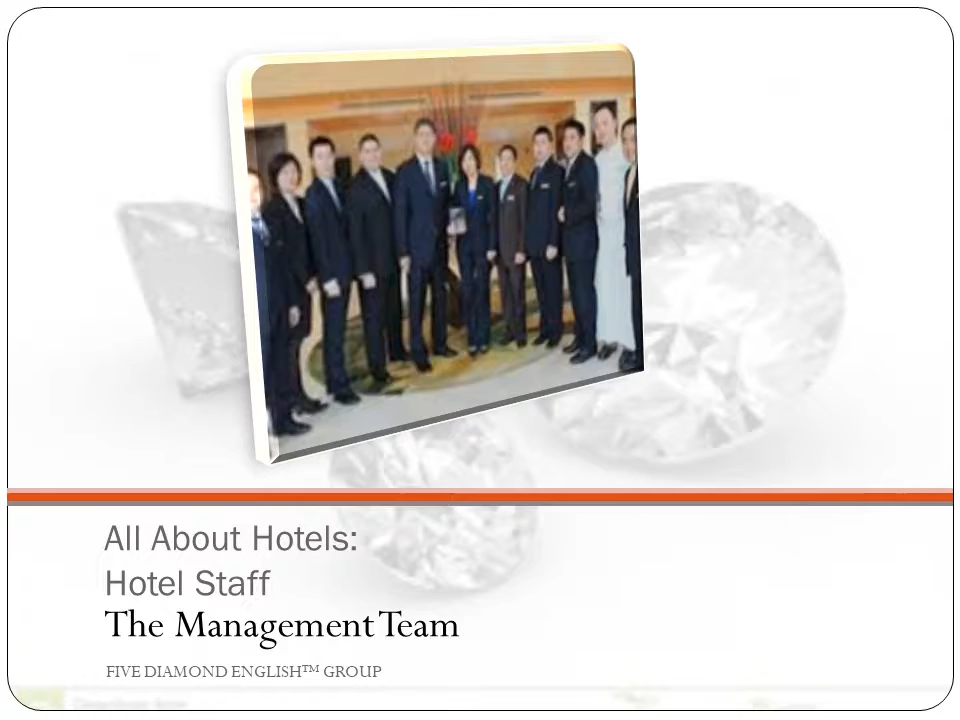 All About Hotels:
Hotel Staff
The Management Team
FIVE DIAMOND ENGLISH™ GROUP